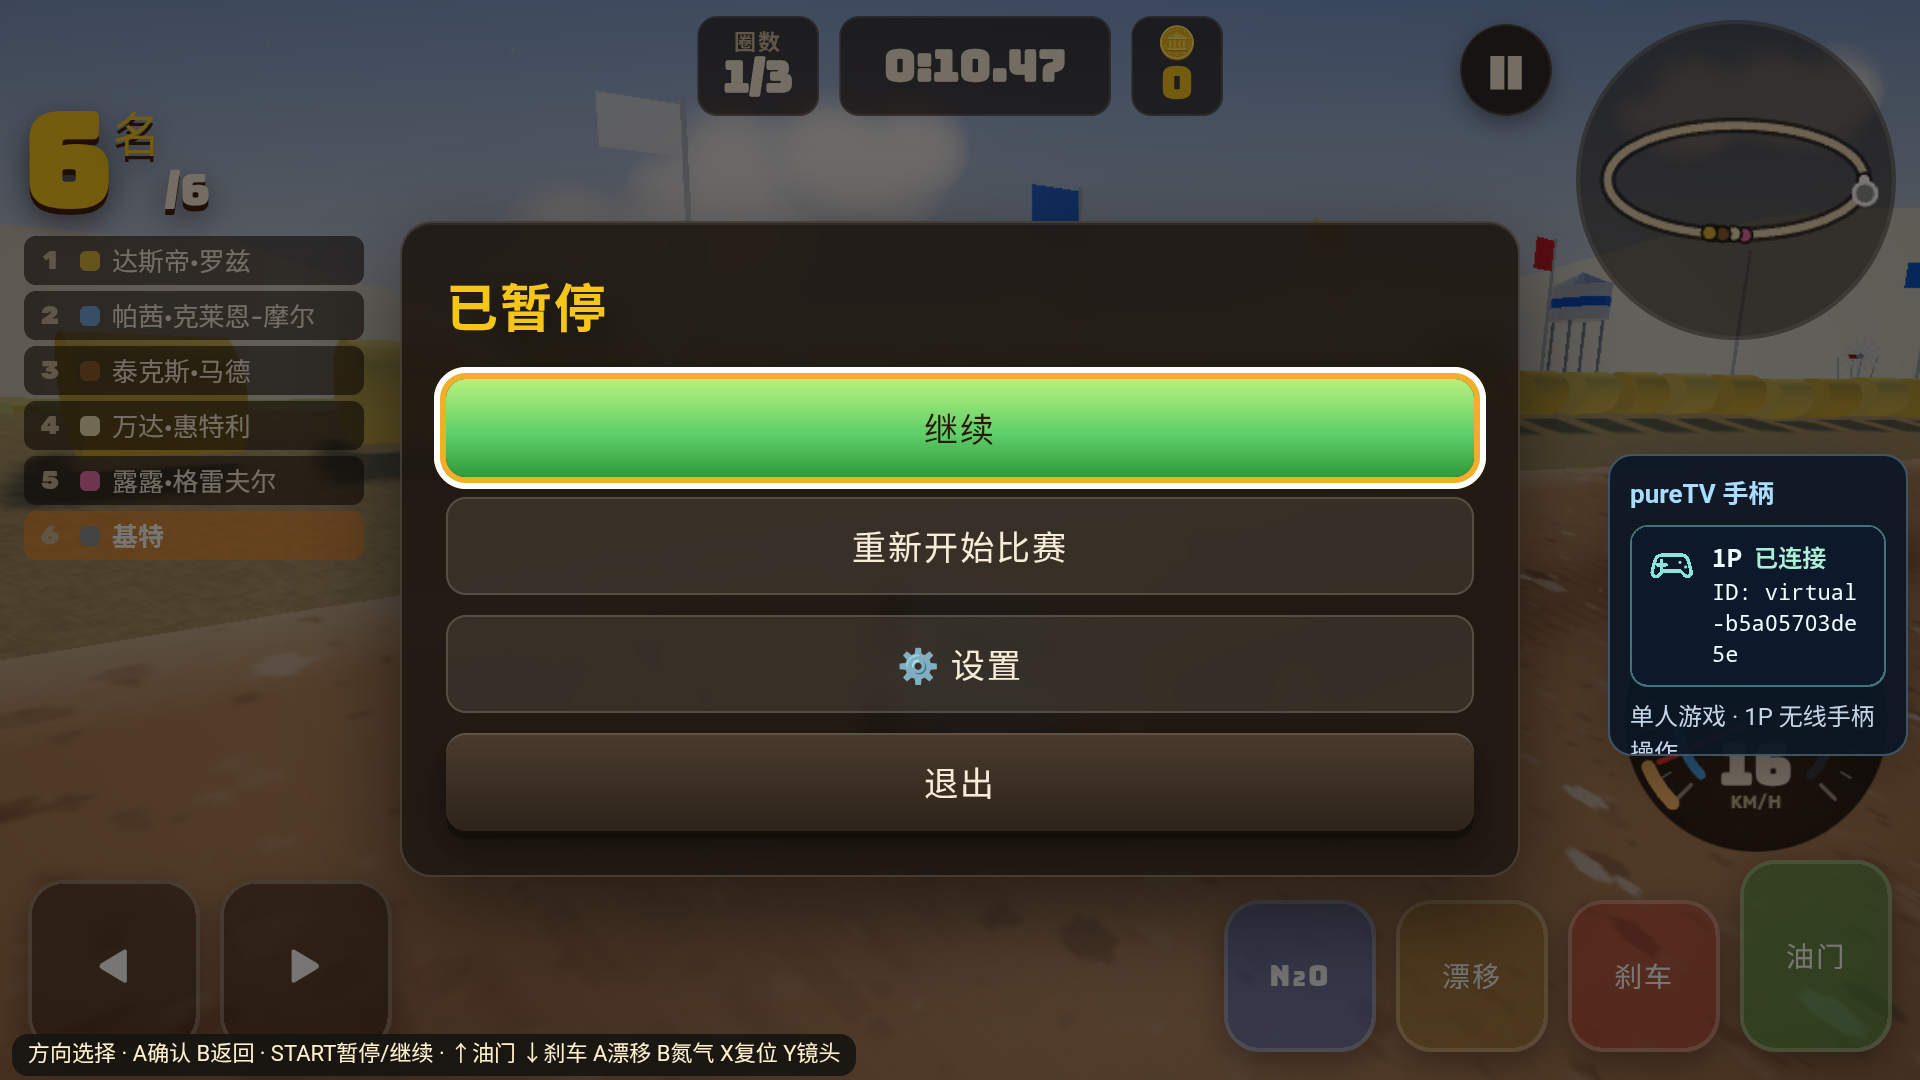 圈数
1/3
0:10.47
0
6名
/6
1 达斯帝•罗兹
2 帕茜•克莱恩-摩尔
3 泰克斯•马德
4 万达•惠特利
5 露露•格雷夫尔
6 基特
已暂停
继续
重新开始比赛
设置
退出
pureTV 手柄
1P 已连接
ID: virtual
-b5a05703de
5e
单人游戏 · 1P 无线手柄
操作
16
KM/H
N2O
漂移
刹车
油门
方向选择 · A确认 B返回 · START暂停/继续 · ↑油门 ↓刹车 A漂移 B氮气 X复位 Y镜头